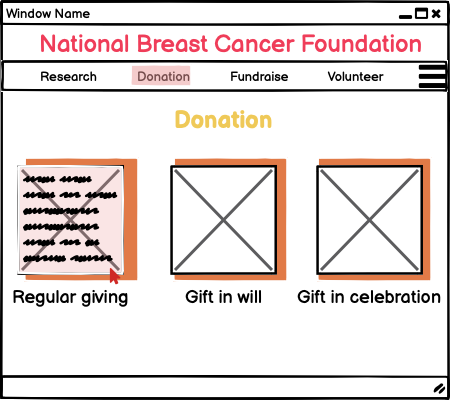 Window Name
National Breast Cancer Foundation
Research Donation Fundraise Volunteer
Donation
Regular giving Gift in will Gift in celebration